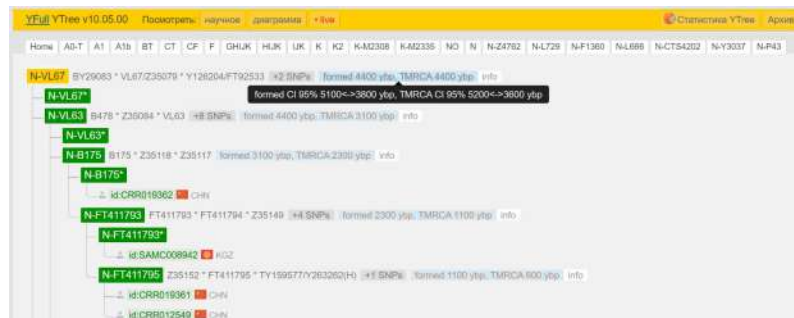 YFull YTree v10.05.00 Посмотреть: научное диаграмма +live Статистика YTree Архив
Home A0-T A1 A1b BT CT CF F GHIJK HIJK IJK K K2 K-M2308 K-M2335 NO N N-Z4762 N-L729 N-F1360 N-L666 N-CTS4202 N-Y3037 N-P43
N-VL67 BY29083 * VL67/Z35079 * Y126204/FT92533 +2 SNPs formed 4400 ybp, TMRCA 4400 ybp info
N-VL67* formed CI 95% 5100<->3800 ybp, TMRCA CI 95% 5200<->3600 ybp
N-VL63 B478 * Z35084 * VL63 +8 SNPs formed 4400 ybp, TMRCA 3100 ybp info
N-VL63*
N-B175 B175 * Z35118 * Z35117 formed 3100 ybp, TMRCA 2300 ybp info
N-B175*
id:CRR019362 CHN
N-FT411793 FT411793 * FT411794 * Z35149 +4 SNPs formed 2300 ybp, TMRCA 1100 ybp info
N-FT411793*
id:SAMC008942 KGZ
N-FT411795 Z35152 * FT411795 * TY159577/Y263262(H) +1 SNPs formed 1100 ybp, TMRCA 600 ybp info
id:CRR019361 CHN
id:CRR012549 CHN